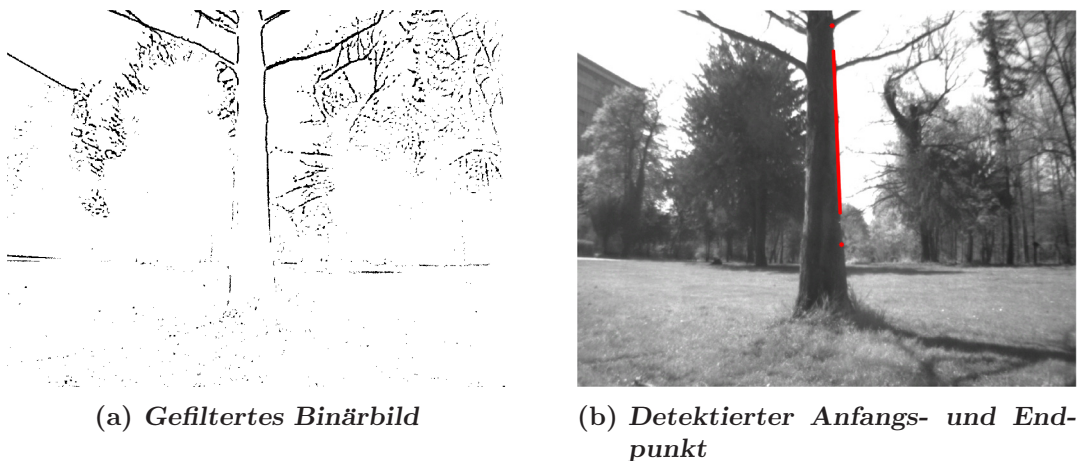 (a) Gefiltertes Binärbild
(b) Detektierter Anfangs- und End-
punkt